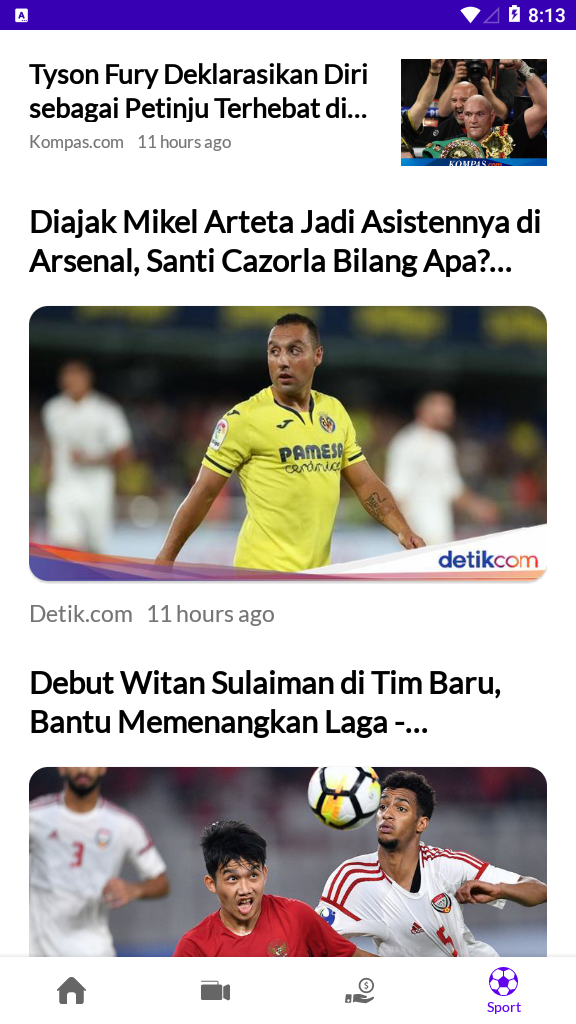 8:13
Tyson Fury Deklarasikan Diri
sebagai Petinju Terhebat di...
Kompas.com 11 hours ago
KOMPAS.com
Diajak Mikel Arteta Jadi Asistennya di
Arsenal, Santi Cazorla Bilang Apa?...
PAMESA
cerámica
detikcom
Detik.com 11 hours ago
Debut Witan Sulaiman di Tim Baru,
Bantu Memenangkan Laga -...
3
5
Sport